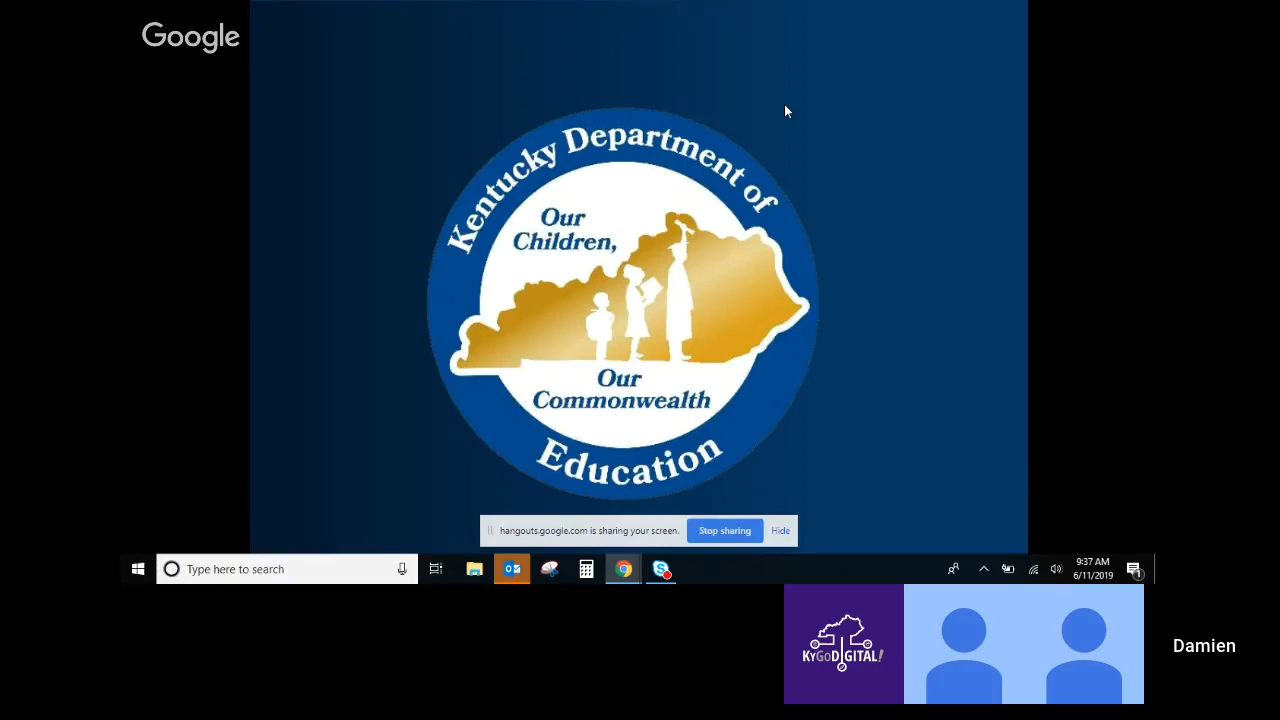 Google
Kentucky Department of
Our
Children,
Our
Commonwealth
Education
hangouts.google.com is sharing your screen.
Stop sharing
Hide
Type here to search
9:37 AM
6/11/2019
1
KYGODIGITAL!
Damien